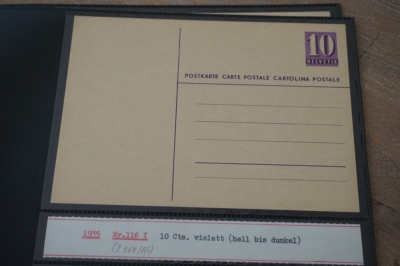 10
HELVETIA
POSTKARTE CARTE POSTALE CARTOLINA POSTALE
1935 Nr.116 I 10 Cts. violett (hell bis dunkel)